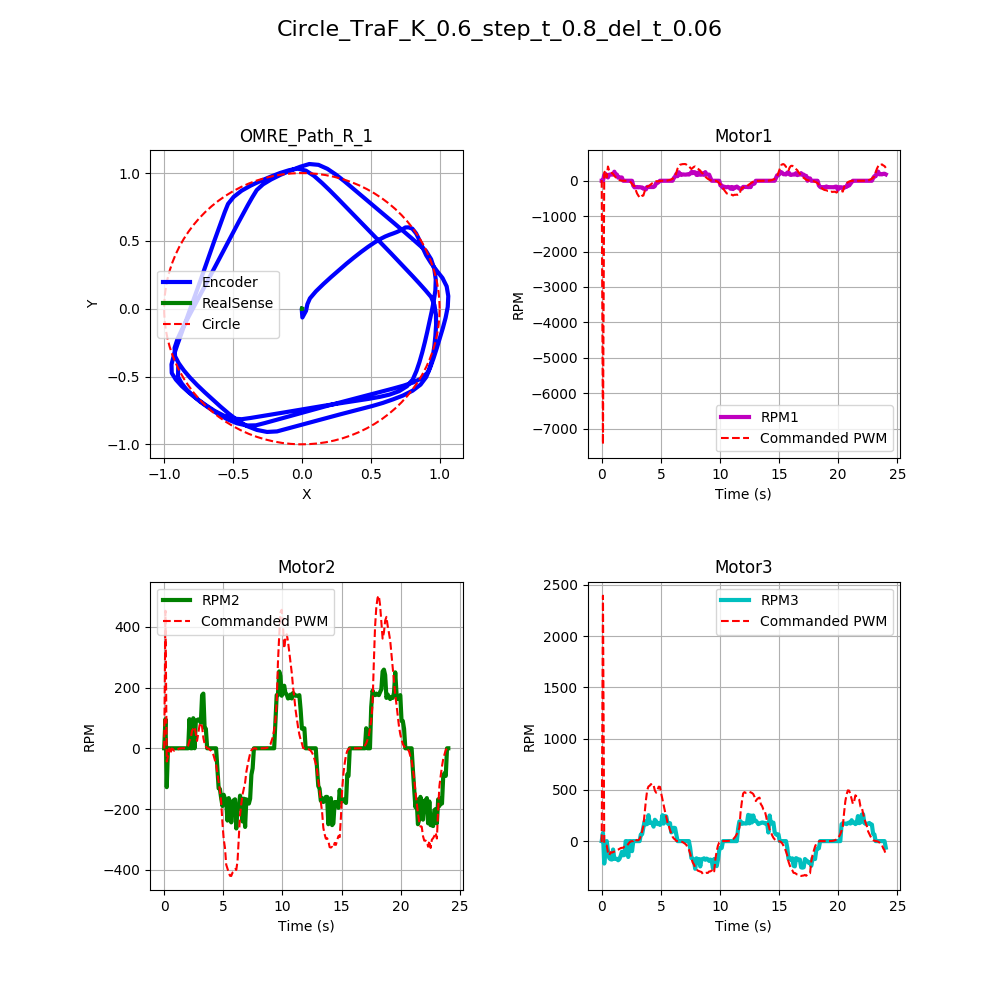 Circle_TraF_K_0.6_step_t_0.8_del_t_0.06
OMRE_Path_R_1
1.0
0.5
0.0
−0.5
−1.0
Y
Encoder
RealSense
Circle
−1.0 −0.5 0.0 0.5 1.0
X
Motor1
0
−1000
−2000
−3000
−4000
−5000
−6000
−7000
RPM
RPM1
Commanded PWM
0 5 10 15 20 25
Time (s)
Motor2
400
200
0
−200
−400
RPM
RPM2
Commanded PWM
0 5 10 15 20 25
Time (s)
Motor3
2500
2000
1500
1000
500
0
RPM
RPM3
Commanded PWM
0 5 10 15 20 25
Time (s)